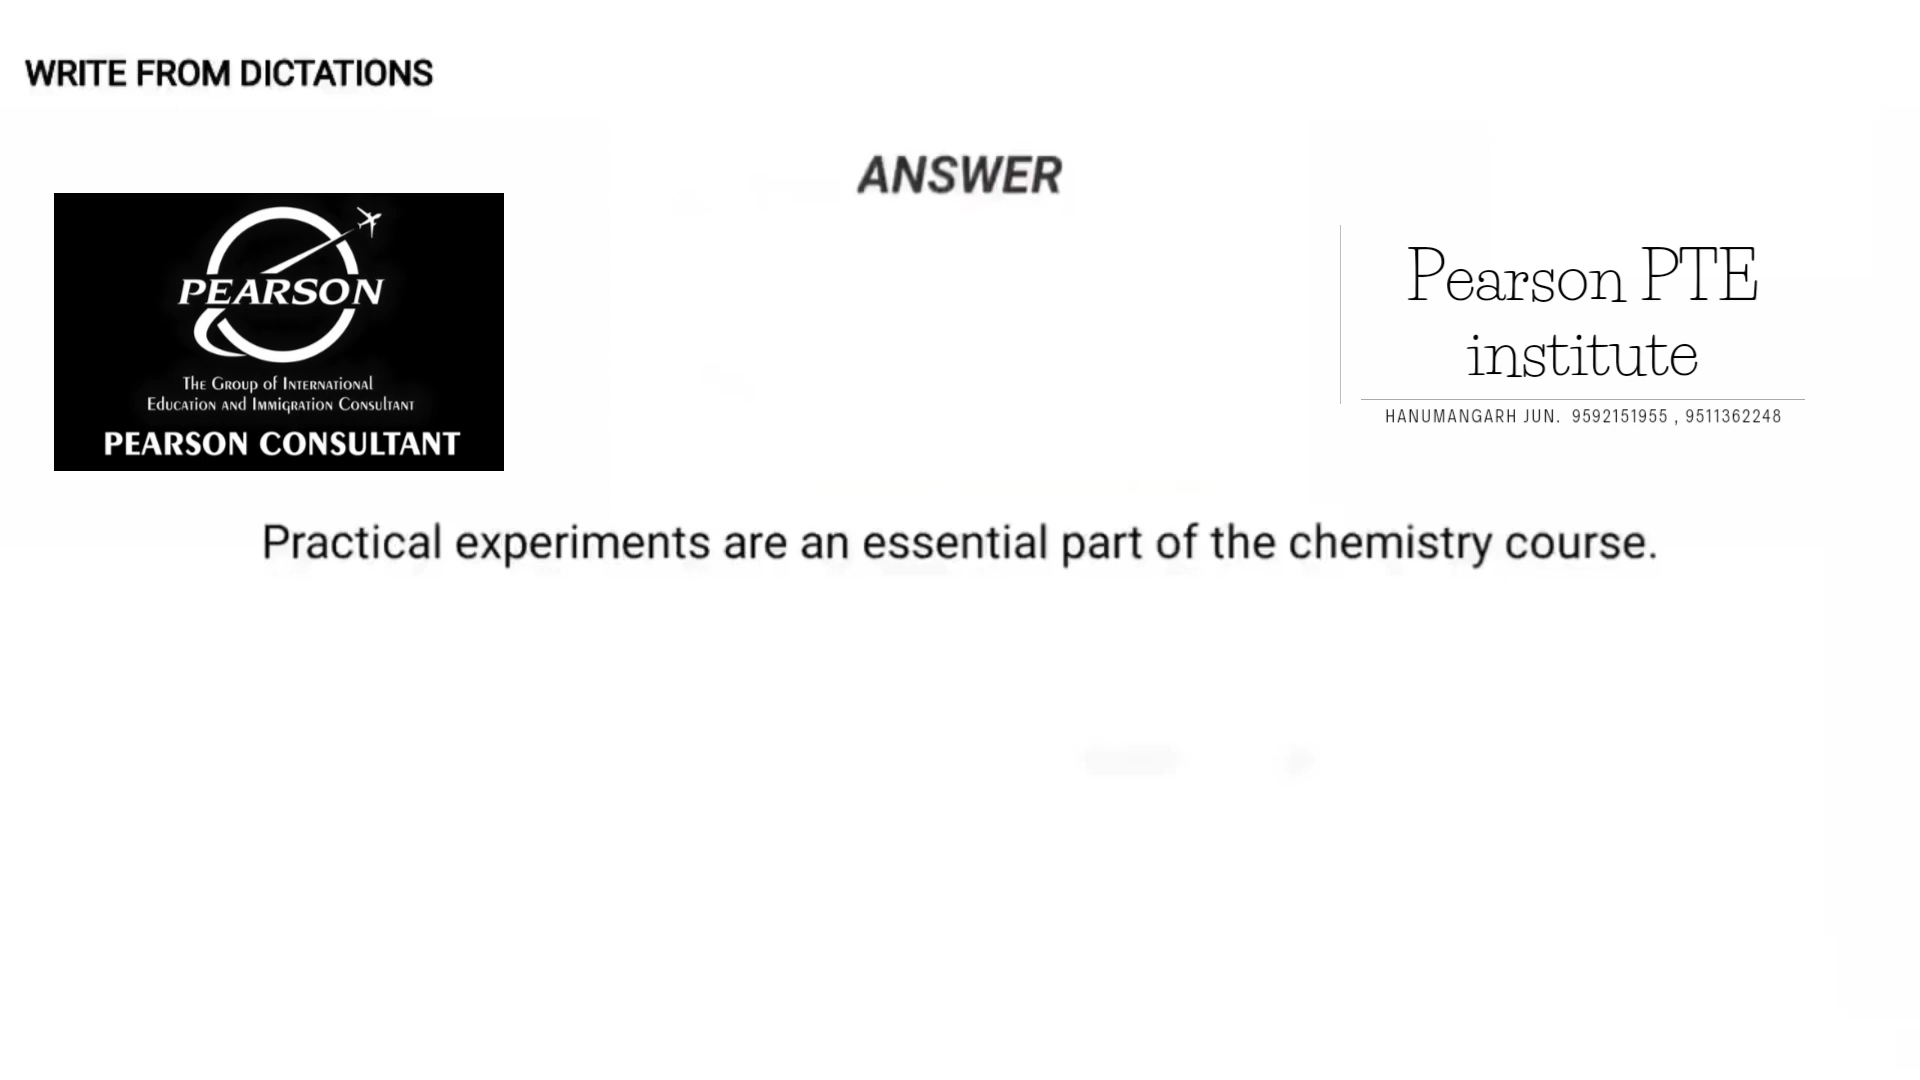 WRITE FROM DICTATIONS
ANSWER
PEARSON
The Group of International
Education and Immigration Consultant
PEARSON CONSULTANT
Pearson PTE
institute
HANUMANGARH JUN. 9592151955 , 9511362248
Practical experiments are an essential part of the chemistry course.